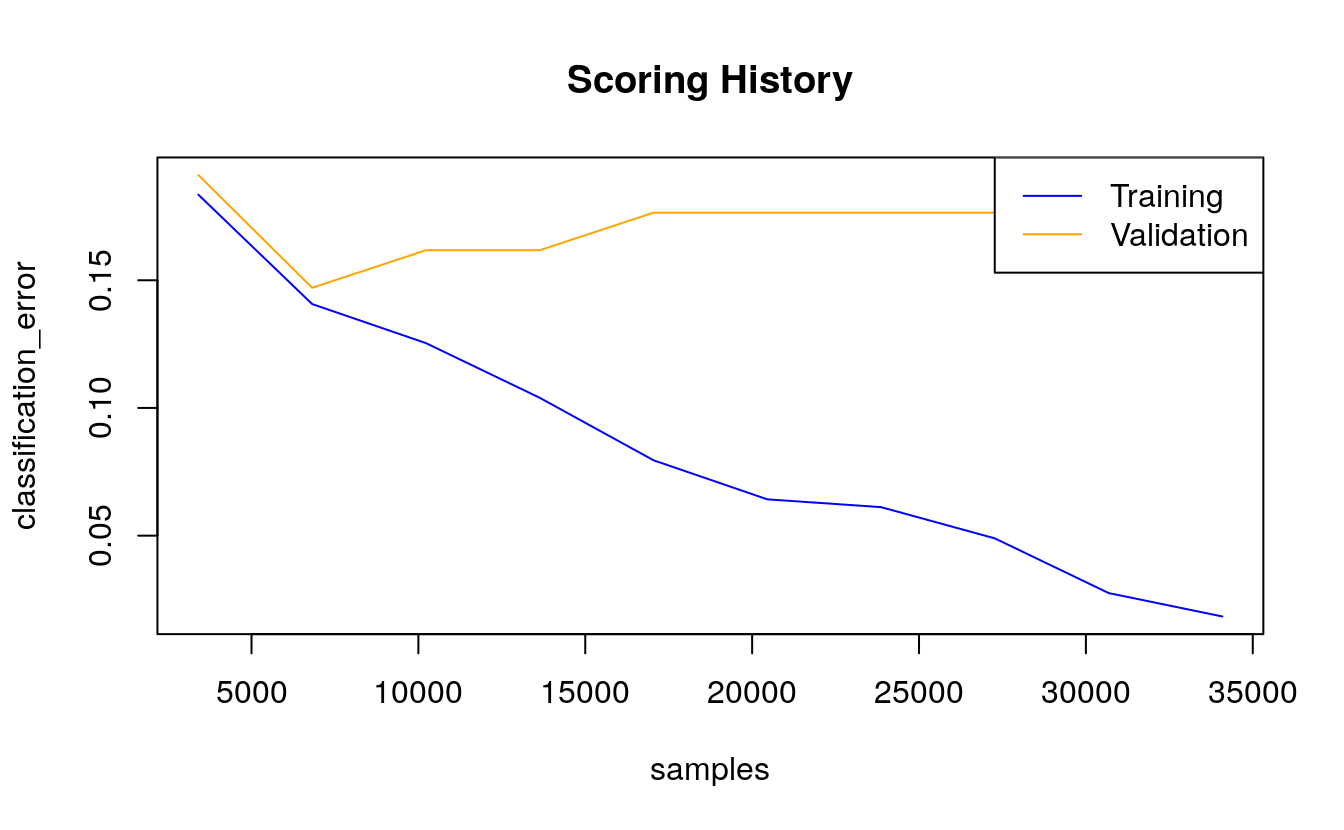 Scoring History
Training
Validation
classification_error
0.15
0.10
0.05
5000 10000 15000 20000 25000 30000 35000
samples